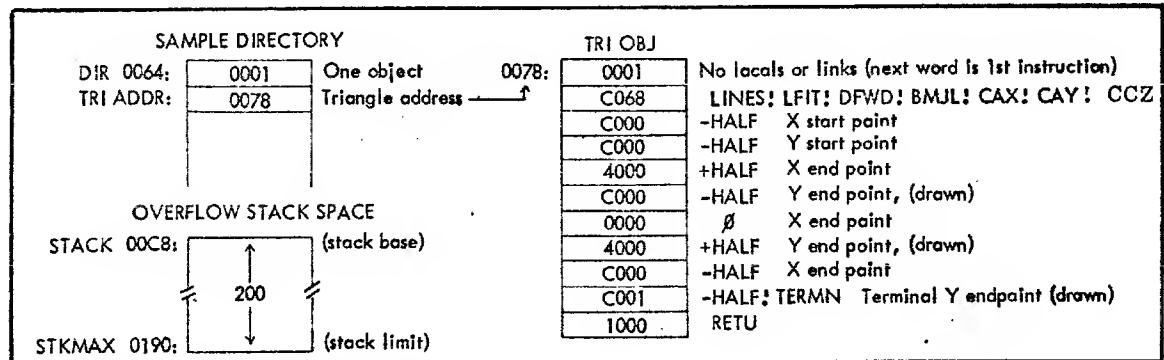 SAMPLE DIRECTORY
DIR 0064: 0001 One object
TRI ADDR: 0078 Triangle address
OVERFLOW STACK SPACE
STACK 00C8: (stack base)
200
STKMAX 0190: (stack limit)
TRI OBJ
0078: 0001 No locals or links (next word is 1st instruction)
C068 LINES! LFIT! DFWD! BMJL! CAX! CAY! CCZ
C000 -HALF X start point
C000 -HALF Y start point
4000 +HALF X end point
C000 -HALF Y end point, (drawn)
0000 Ø X end point
4000 +HALF Y end point, (drawn)
C000 -HALF X end point
C001 -HALF! TERMN Terminal Y endpoint (drawn)
1000 RETU